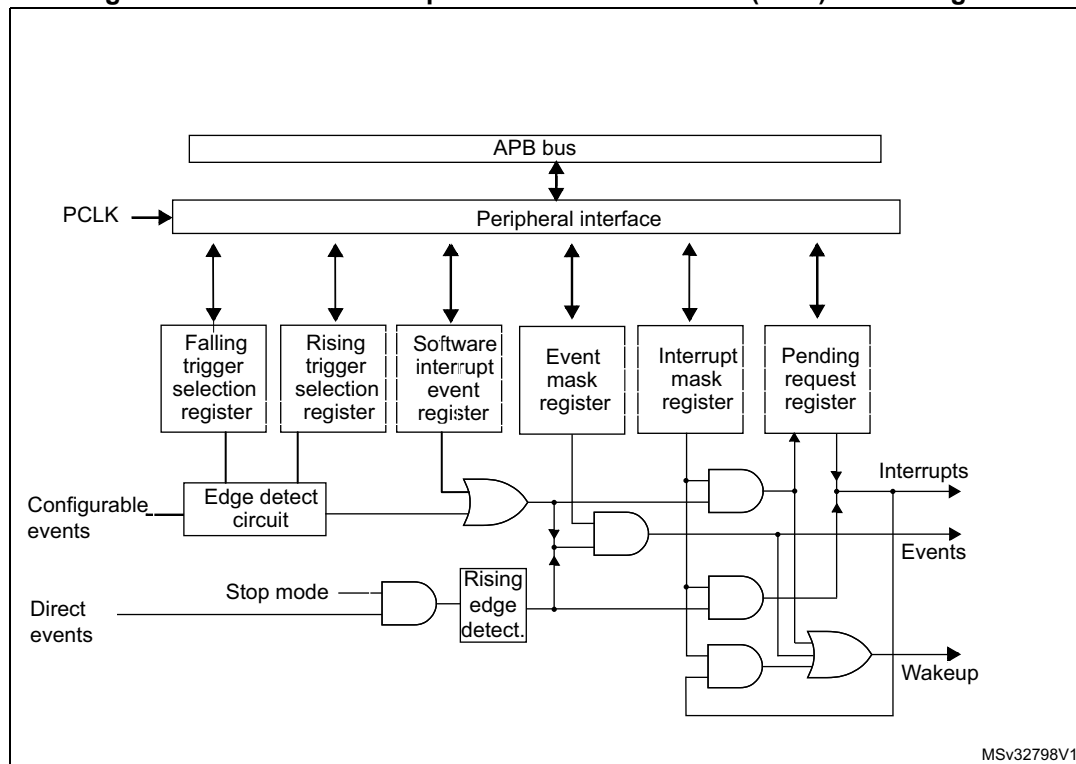 APB bus
PCLK
Peripheral interface
Falling
trigger
selection
register
Rising
trigger
selection
register
Software
interrupt
event
register
Event
mask
register
Interrupt
mask
register
Pending
request
register
Interrupts
Configurable
events
Edge detect
circuit
Events
Stop mode
Rising
edge
detect.
Direct
events
Wakeup
MSv32798V1